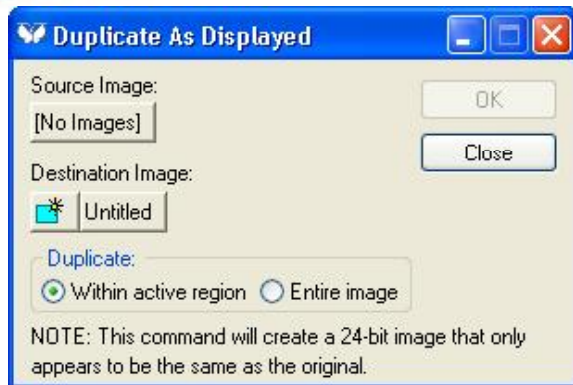 Duplicate As Displayed
Source Image:
[No Images]
OK
Close
Destination Image:
Untitled
Duplicate:
Within active region
Entire image
NOTE: This command will create a 24-bit image that only
appears to be the same as the original.